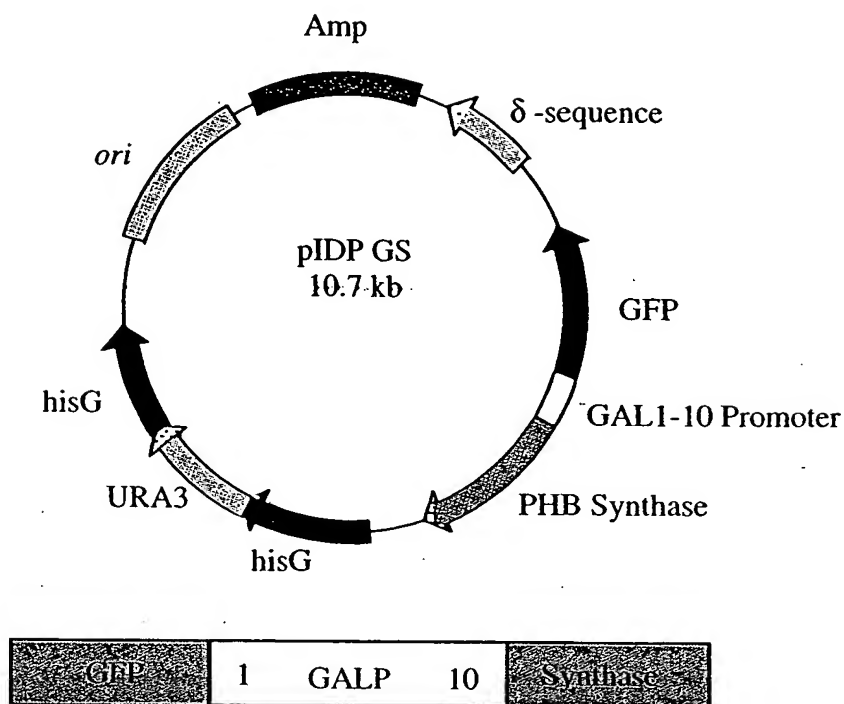 Amp
δ -sequence
ori
pIDP GS
10.7 kb
GFP
hisG
GAL1-10 Promoter
URA3
PHB Synthase
hisG
GFP 1 GALP 10 Synthase